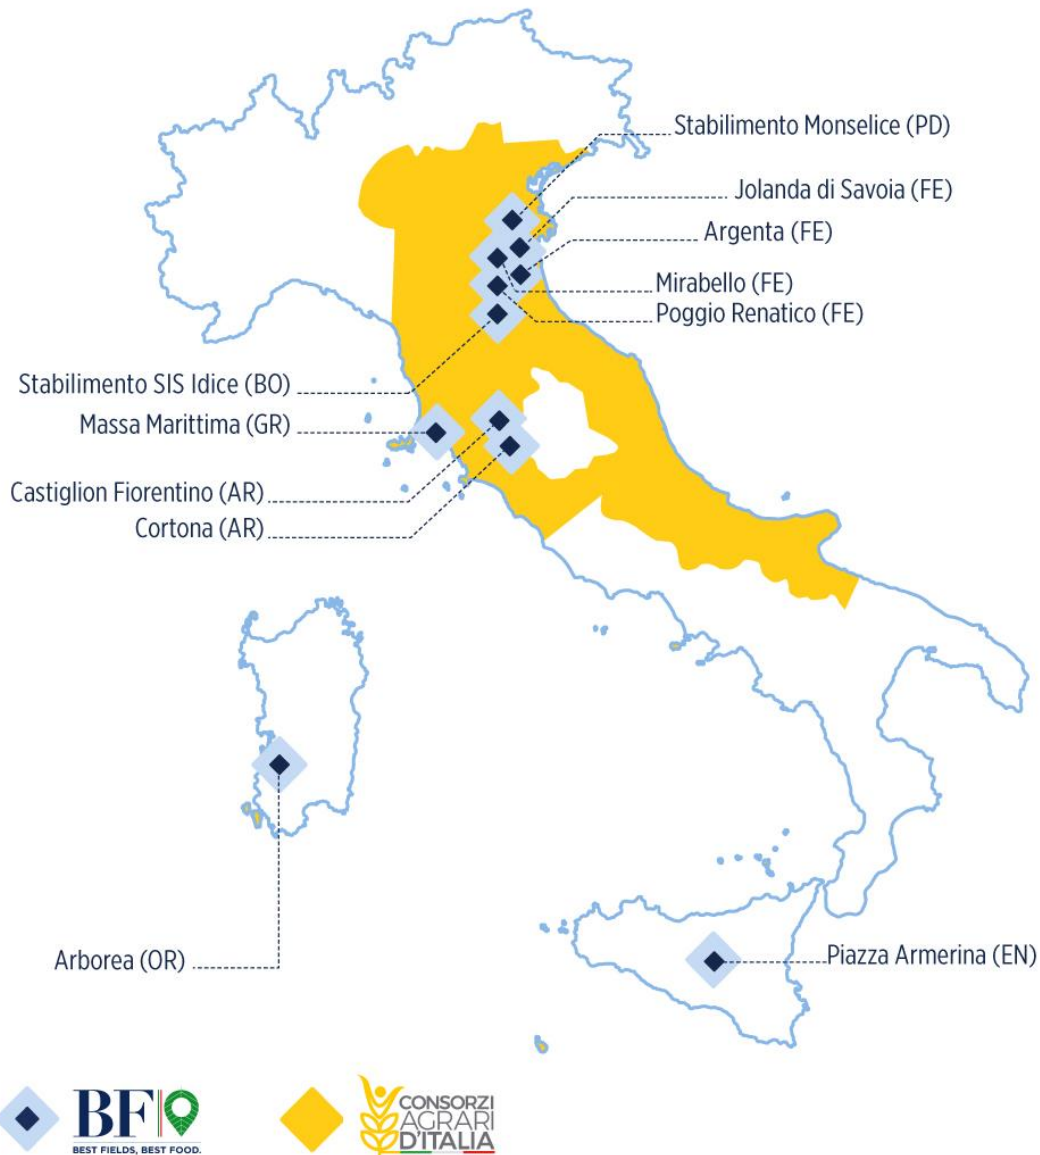 Stabilimento Monselice (PD)
Jolanda di Savoia (FE)
Argenta (FE)
Mirabello (FE)
Poggio Renatico (FE)
Stabilimento SIS Idice (BO)
Massa Marittima (GR)
Castiglion Fiorentino (AR)
Cortona (AR)
Arborea (OR)
Piazza Armerina (EN)
BF
BEST FIELDS, BEST FOOD.
CONSORZI
AGRARI
D'ITALIA